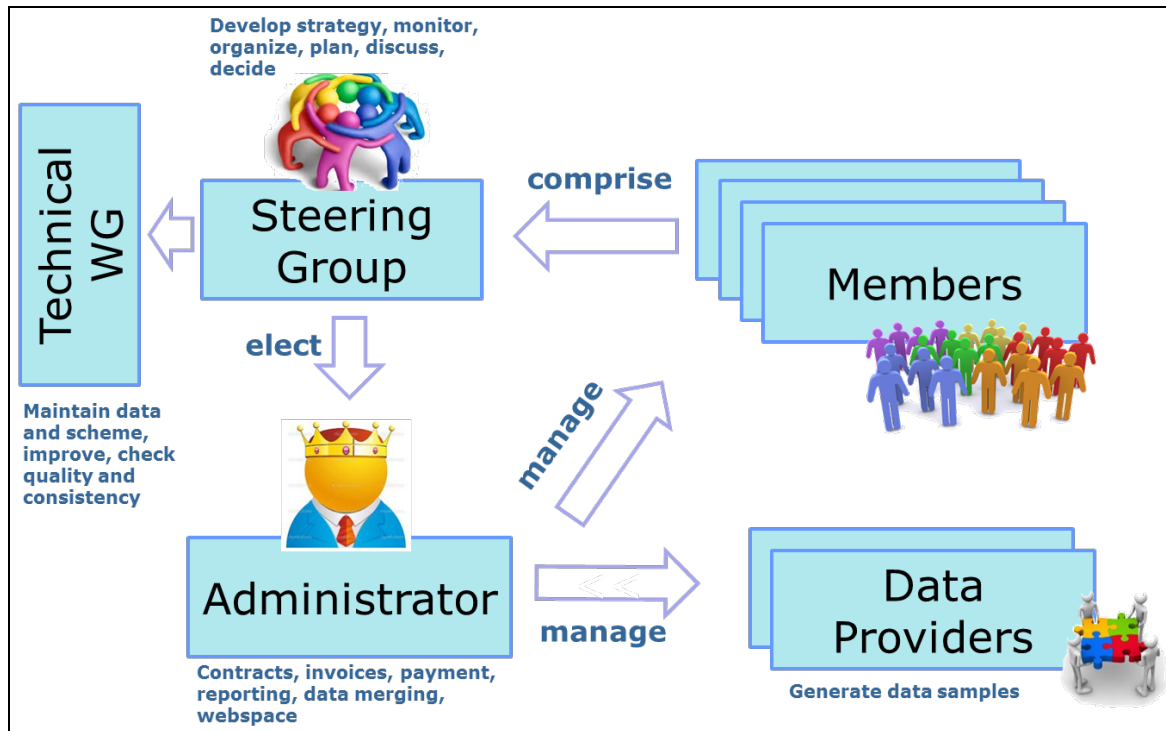 Develop strategy, monitor,
organize, plan, discuss,
decide
Technical
WG
Steering
Group
comprise
Members
elect
Maintain data
and scheme,
improve, check
quality and
consistency
manage
Administrator
manage
Data
Providers
Contracts, invoices, payment,
reporting, data merging,
webspace
Generate data samples